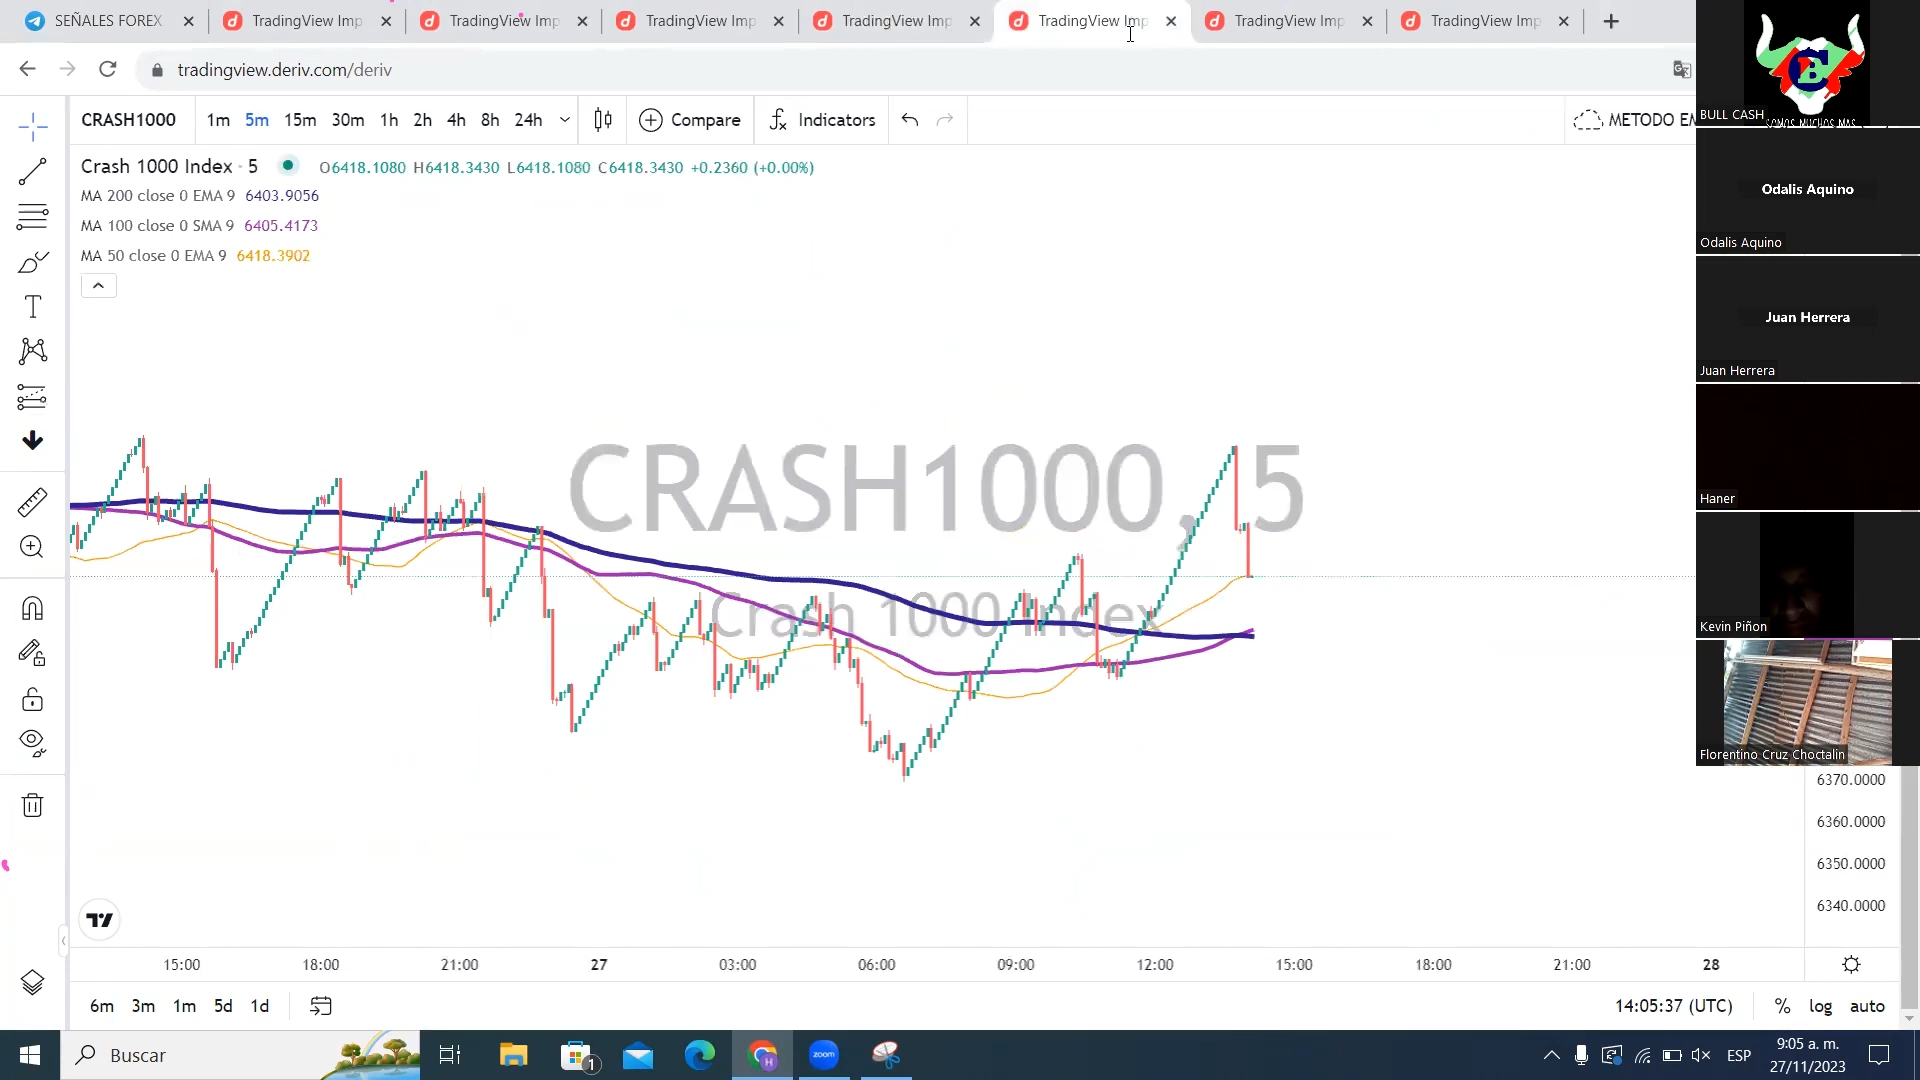 SEÑALES FOREX
TradingView Imp
TradingView Imp
TradingView Imp
TradingView Imp
TradingView Imp
TradingView Imp
TradingView Imp
tradingview.deriv.com/deriv
CRASH1000 1m 5m 15m 30m 1h 2h 4h 8h 24h Compare Indicators METODO EM
Crash 1000 Index · 5 O6418.1080 H6418.3430 L6418.1080 C6418.3430 +0.2360 (+0.00%)
MA 200 close 0 EMA 9 6403.9056
MA 100 close 0 SMA 9 6405.4173
MA 50 close 0 EMA 9 6418.3902
CRASH1000, 5
Crash 1000 Index
BULL CASH
SOMOS MUCHOS MAS
Odalis Aquino
Odalis Aquino
Juan Herrera
Juan Herrera
Haner
Kevin Piñon
Florentino Cruz Choctalin
6370.0000
6360.0000
6350.0000
6340.0000
15:00 18:00 21:00 27 03:00 06:00 09:00 12:00 15:00 18:00 21:00 28
6m 3m 1m 5d 1d 14:05:37 (UTC) % log auto
Buscar
1
H
zoom
ESP
9:05 a. m.
27/11/2023